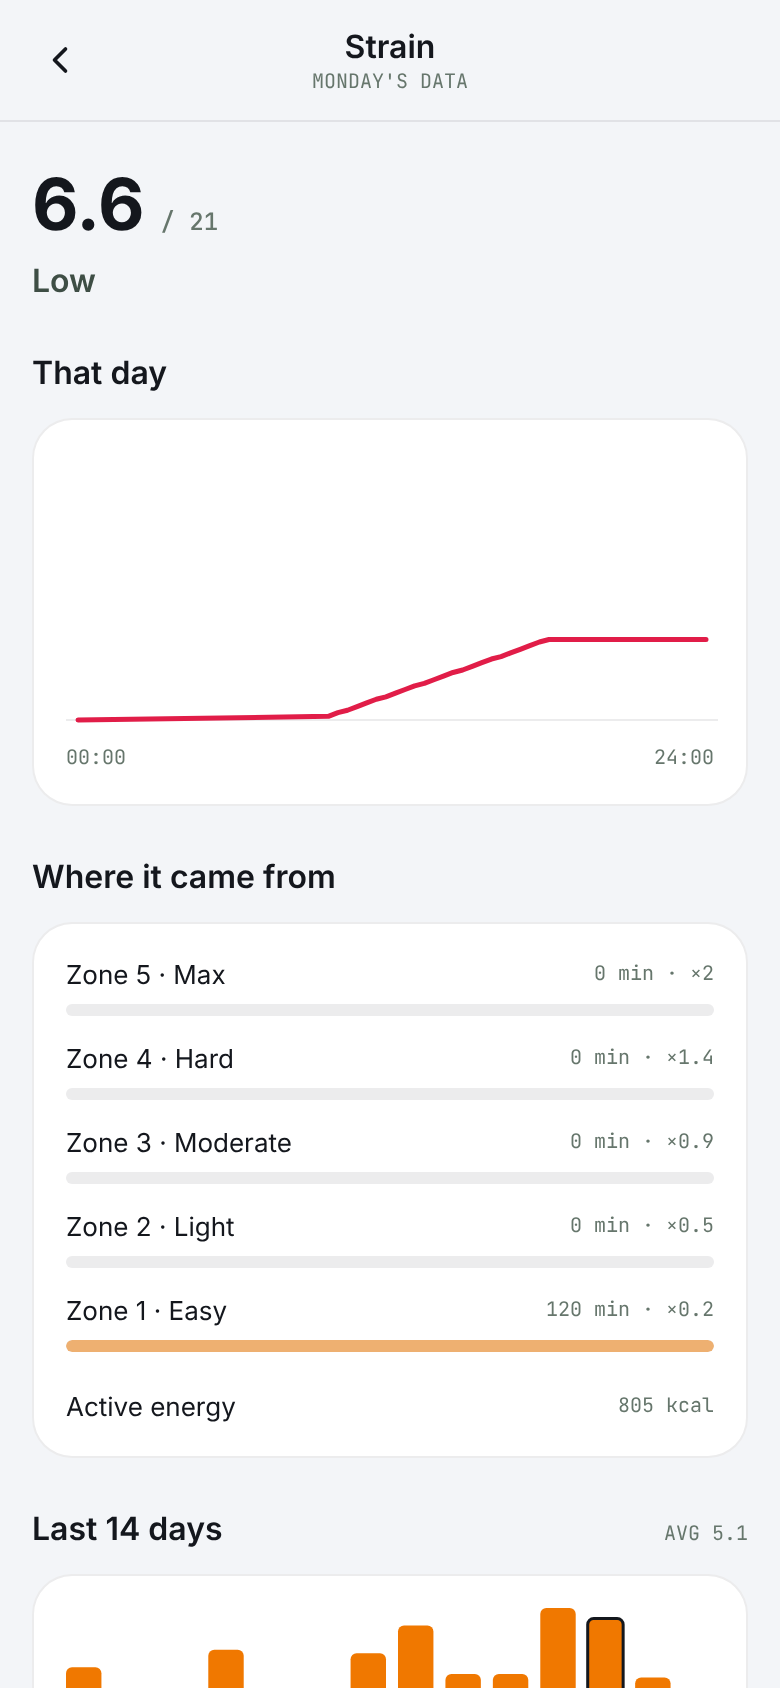 Strain
MONDAY'S DATA
6.6 / 21
Low
That day
00:00 24:00
Where it came from
Zone 5 · Max 0 min · ×2
Zone 4 · Hard 0 min · ×1.4
Zone 3 · Moderate 0 min · ×0.9
Zone 2 · Light 0 min · ×0.5
Zone 1 · Easy 120 min · ×0.2
Active energy 805 kcal
Last 14 days AVG 5.1